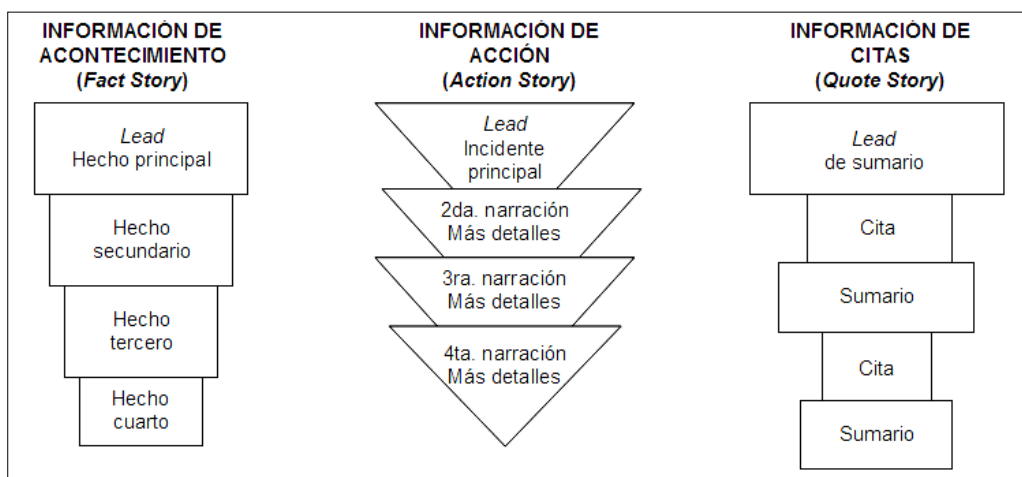 INFORMACIÓN DE
ACONTECIMIENTO
(Fact Story)
Lead
Hecho principal
Hecho
secundario
Hecho
tercero
Hecho
cuarto
INFORMACIÓN DE
ACCIÓN
(Action Story)
Lead
Incidente
principal
2da. narración
Más detalles
3ra. narración
Más detalles
4ta. narración
Más detalles
INFORMACIÓN DE
CITAS
(Quote Story)
Lead
de sumario
Cita
Sumario
Cita
Sumario